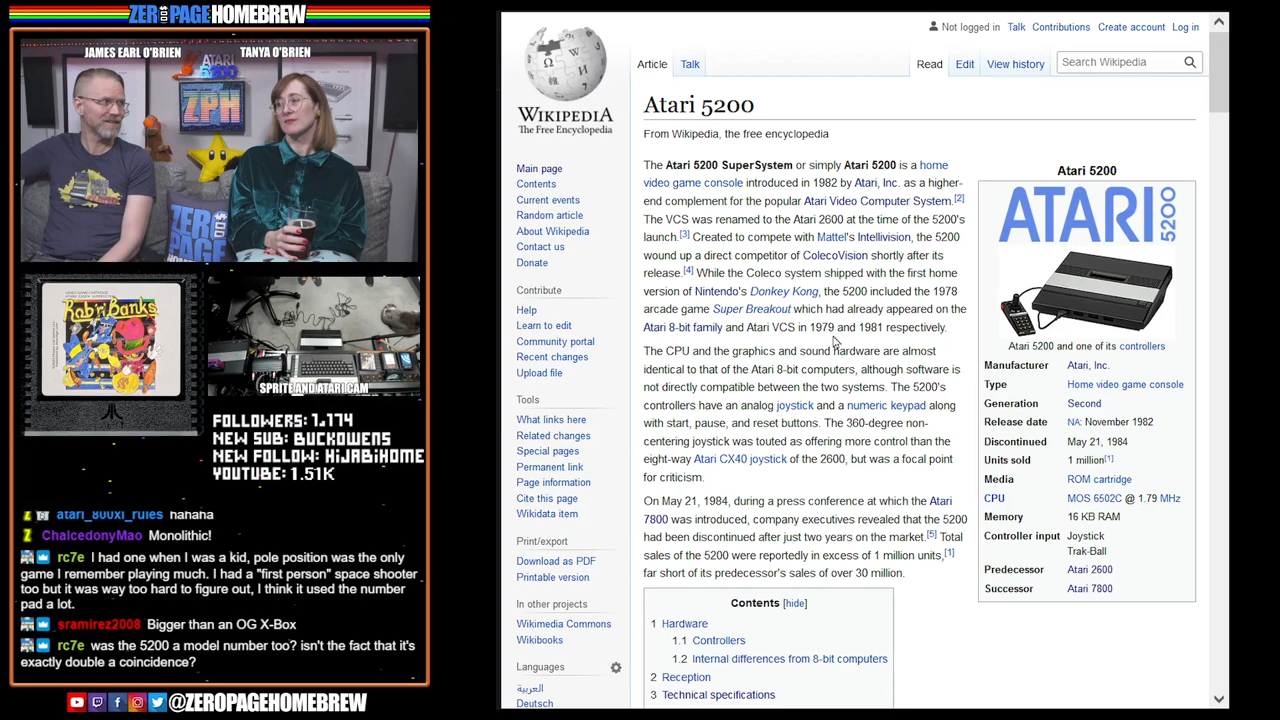 ZEROPAGEHOMEBREW
JAMES EARL O'BRIEN
TANYA O'BRIEN
ATARI
5200
ZPH
ZERO
PAGE
Rob n' Banks
SPRITE AND ATARI CAM
FOLLOWERS: 1,174
NEW SUB: BUCKOWENS
NEW FOLLOW: HIJABIHOME
YOUTUBE: 1.51K
atari_800xl_rules hahaha
ChalcedonyMao Monolithic!
rc7e I had one when I was a kid, pole position was the only
game I remember playing much. I had a "first person" space shooter
too but it was way too hard to figure out, I think it used the number
pad a lot.
sramirez2008 Bigger than an OG X-Box
rc7e was the 5200 a model number too? isn't the fact that it's
exactly double a coincidence?
@ZEROPAGEHOMEBREW
WIKIPEDIA
The Free Encyclopedia
Main page
Contents
Current events
Random article
About Wikipedia
Contact us
Donate
Contribute
Help
Learn to edit
Community portal
Recent changes
Upload file
Tools
What links here
Related changes
Special pages
Permanent link
Page information
Cite this page
Wikidata item
Print/export
Download as PDF
Printable version
In other projects
Wikimedia Commons
Wikibooks
Languages
العربية
Deutsch
Not logged in Talk Contributions Create account Log in
Article Talk Read Edit View history Search Wikipedia
Atari 5200
From Wikipedia, the free encyclopedia
The Atari 5200 SuperSystem or simply Atari 5200 is a home
video game console introduced in 1982 by Atari, Inc. as a higher-
end complement for the popular Atari Video Computer System.[2]
The VCS was renamed to the Atari 2600 at the time of the 5200's
launch.[3] Created to compete with Mattel's Intellivision, the 5200
wound up a direct competitor of ColecoVision shortly after its
release.[4] While the Coleco system shipped with the first home
version of Nintendo's Donkey Kong, the 5200 included the 1978
arcade game Super Breakout which had already appeared on the
Atari 8-bit family and Atari VCS in 1979 and 1981 respectively.
The CPU and the graphics and sound hardware are almost
identical to that of the Atari 8-bit computers, although software is
not directly compatible between the two systems. The 5200's
controllers have an analog joystick and a numeric keypad along
with start, pause, and reset buttons. The 360-degree non-
centering joystick was touted as offering more control than the
eight-way Atari CX40 joystick of the 2600, but was a focal point
for criticism.
On May 21, 1984, during a press conference at which the Atari
7800 was introduced, company executives revealed that the 5200
had been discontinued after just two years on the market.[5] Total
sales of the 5200 were reportedly in excess of 1 million units,[1]
far short of its predecessor's sales of over 30 million.
Contents [hide]
1 Hardware
1.1 Controllers
1.2 Internal differences from 8-bit computers
2 Reception
3 Technical specifications
Atari 5200
ATARI 5200
Atari 5200 and one of its controllers
Manufacturer Atari, Inc.
Type Home video game console
Generation Second
Release date NA: November 1982
Discontinued May 21, 1984
Units sold 1 million[1]
Media ROM cartridge
CPU MOS 6502C @ 1.79 MHz
Memory 16 KB RAM
Controller input Joystick
Trak-Ball
Predecessor Atari 2600
Successor Atari 7800